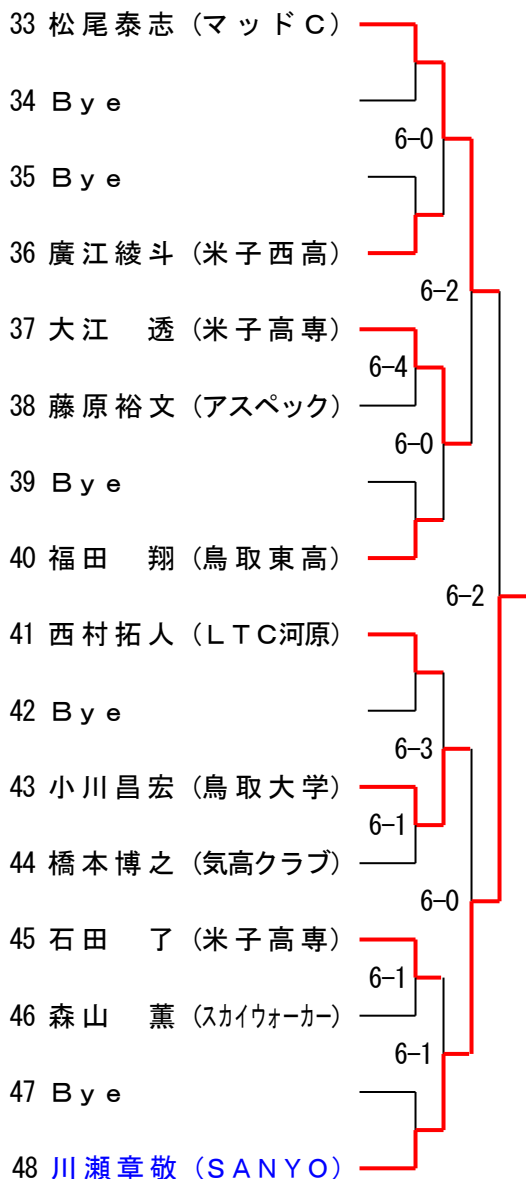 33 松尾泰志 (マッドC)
34 Bye
6-0
35 Bye
36 廣江綾斗 (米子西高)
6-2
37 大江 透 (米子高専)
6-4
38 藤原裕文 (アスペック)
6-0
39 Bye
40 福田 翔 (鳥取東高)
6-2
41 西村拓人 (LTC河原)
42 Bye
6-3
43 小川昌宏 (鳥取大学)
6-1
44 橋本博之 (気高クラブ)
6-0
45 石田 了 (米子高専)
6-1
46 森山 薫 (スカイウォーカー)
6-1
47 Bye
48 川瀬章敬 (SANYO)